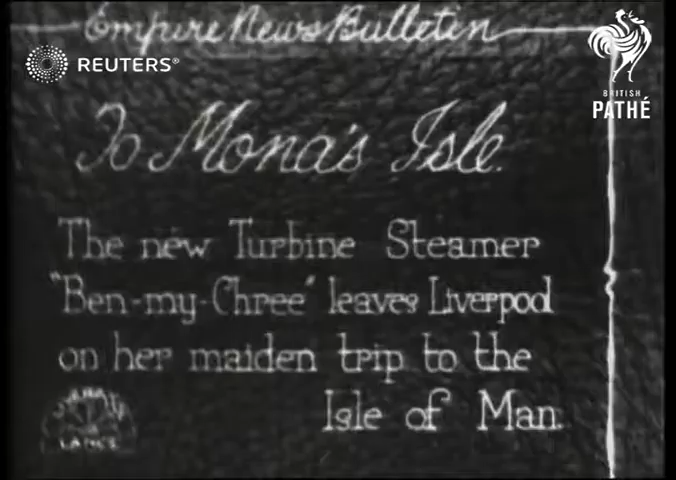 Empire News Bulletin
REUTERS
BRITISH
PATHÉ
To Mona's Isle.
The new Turbine Steamer
"Ben-my-Chree" leaves Liverpool
on her maiden trip to the
Isle of Man.